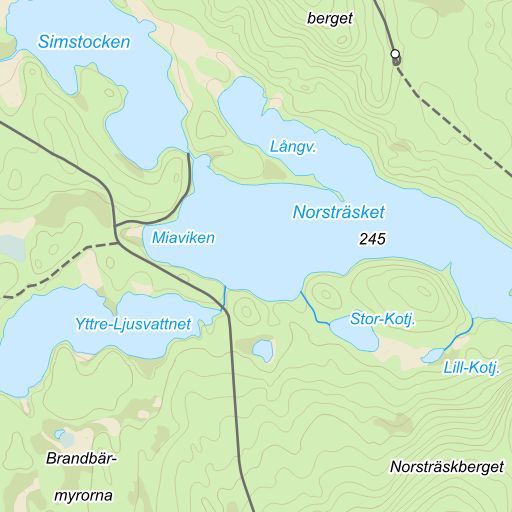 berget
Simstocken
Långv.
Norsträsket
Miaviken
245
Yttre-Ljusvattnet
Stor-Kotj.
Lill-Kotj.
Brandbär-
myrorna
Norsträskberget